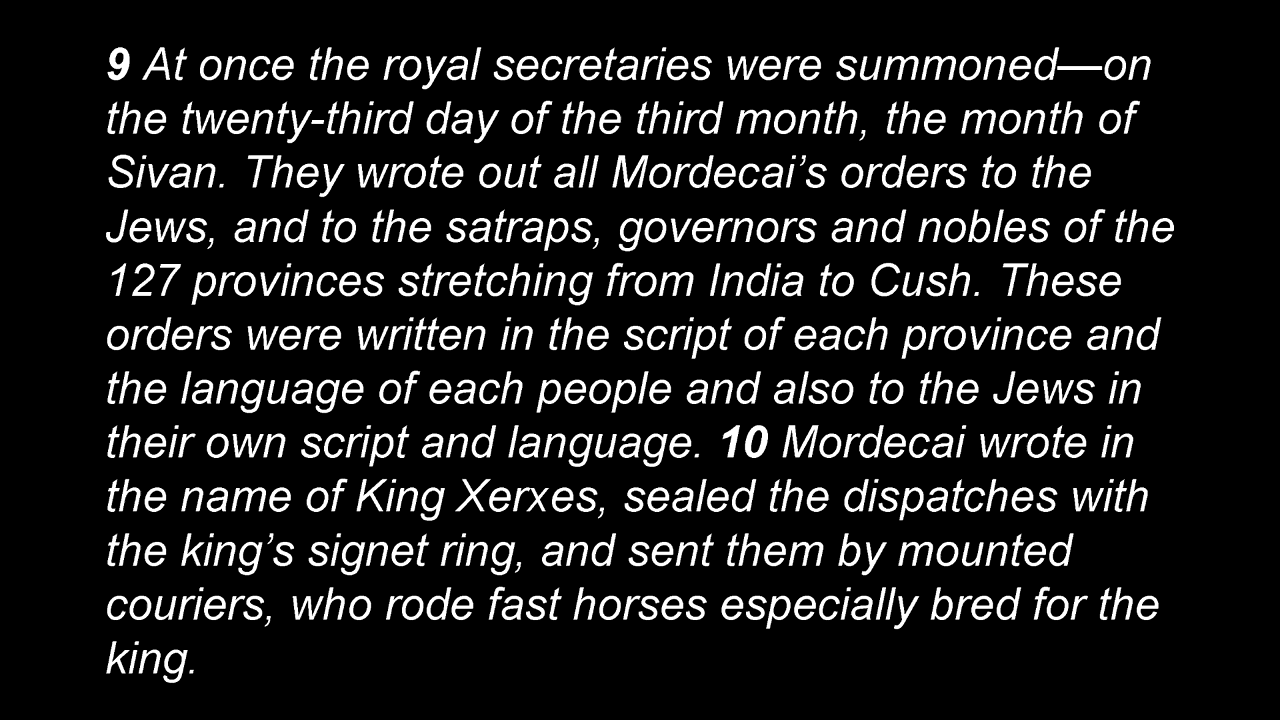 9 At once the royal secretaries were summoned—on
the twenty-third day of the third month, the month of
Sivan. They wrote out all Mordecai’s orders to the
Jews, and to the satraps, governors and nobles of the
127 provinces stretching from India to Cush. These
orders were written in the script of each province and
the language of each people and also to the Jews in
their own script and language. 10 Mordecai wrote in
the name of King Xerxes, sealed the dispatches with
the king’s signet ring, and sent them by mounted
couriers, who rode fast horses especially bred for the
king.